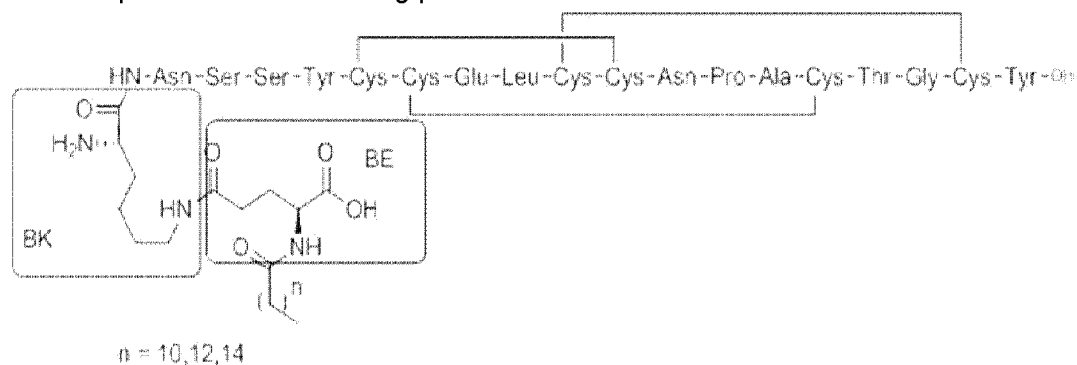 HN-Asn-Ser-Ser-Tyr-Cys-Cys-Glu-Leu-Cys-Cys-Asn-Pro-Ala-Cys-Thr-Gly-Cys-Tyr-OH
O
H₂N
O
O
BE
HN
OH
BK
O
NH
( )n
n = 10,12,14